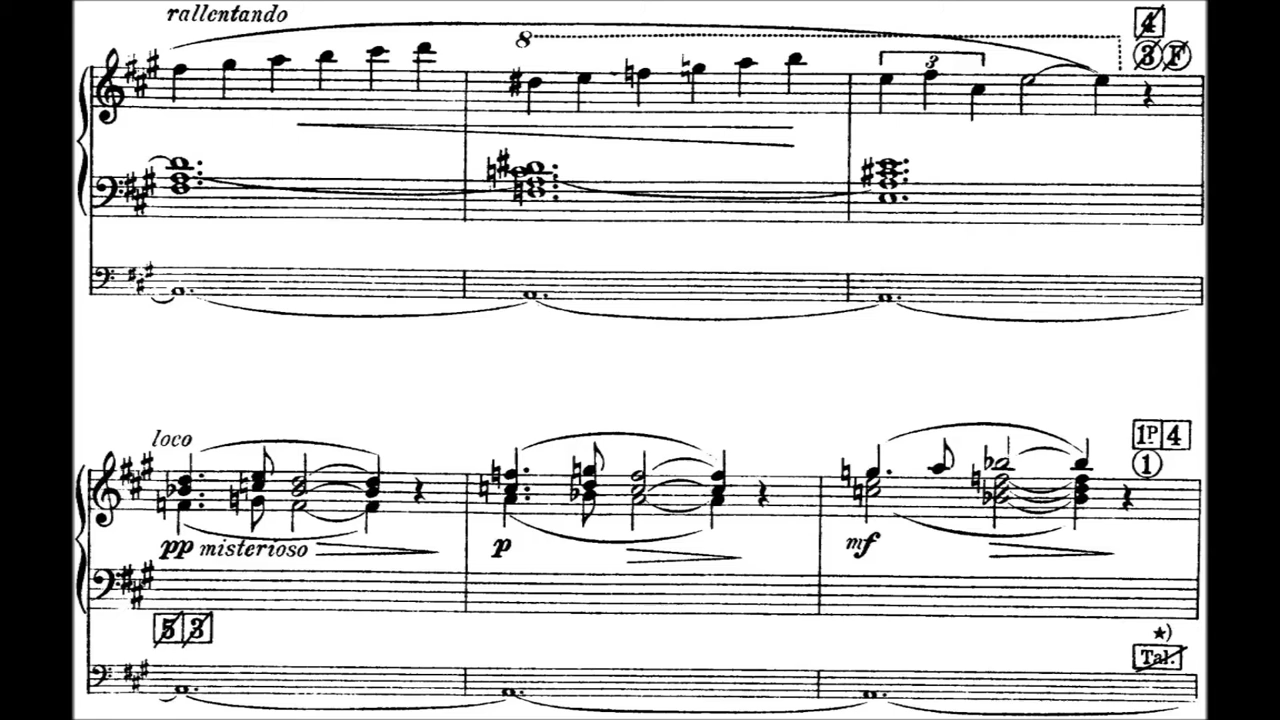 rallentando
8
4
3 F
3
loco
1P 4
1
pp misterioso
p
mf
5 3
★)
Tal.